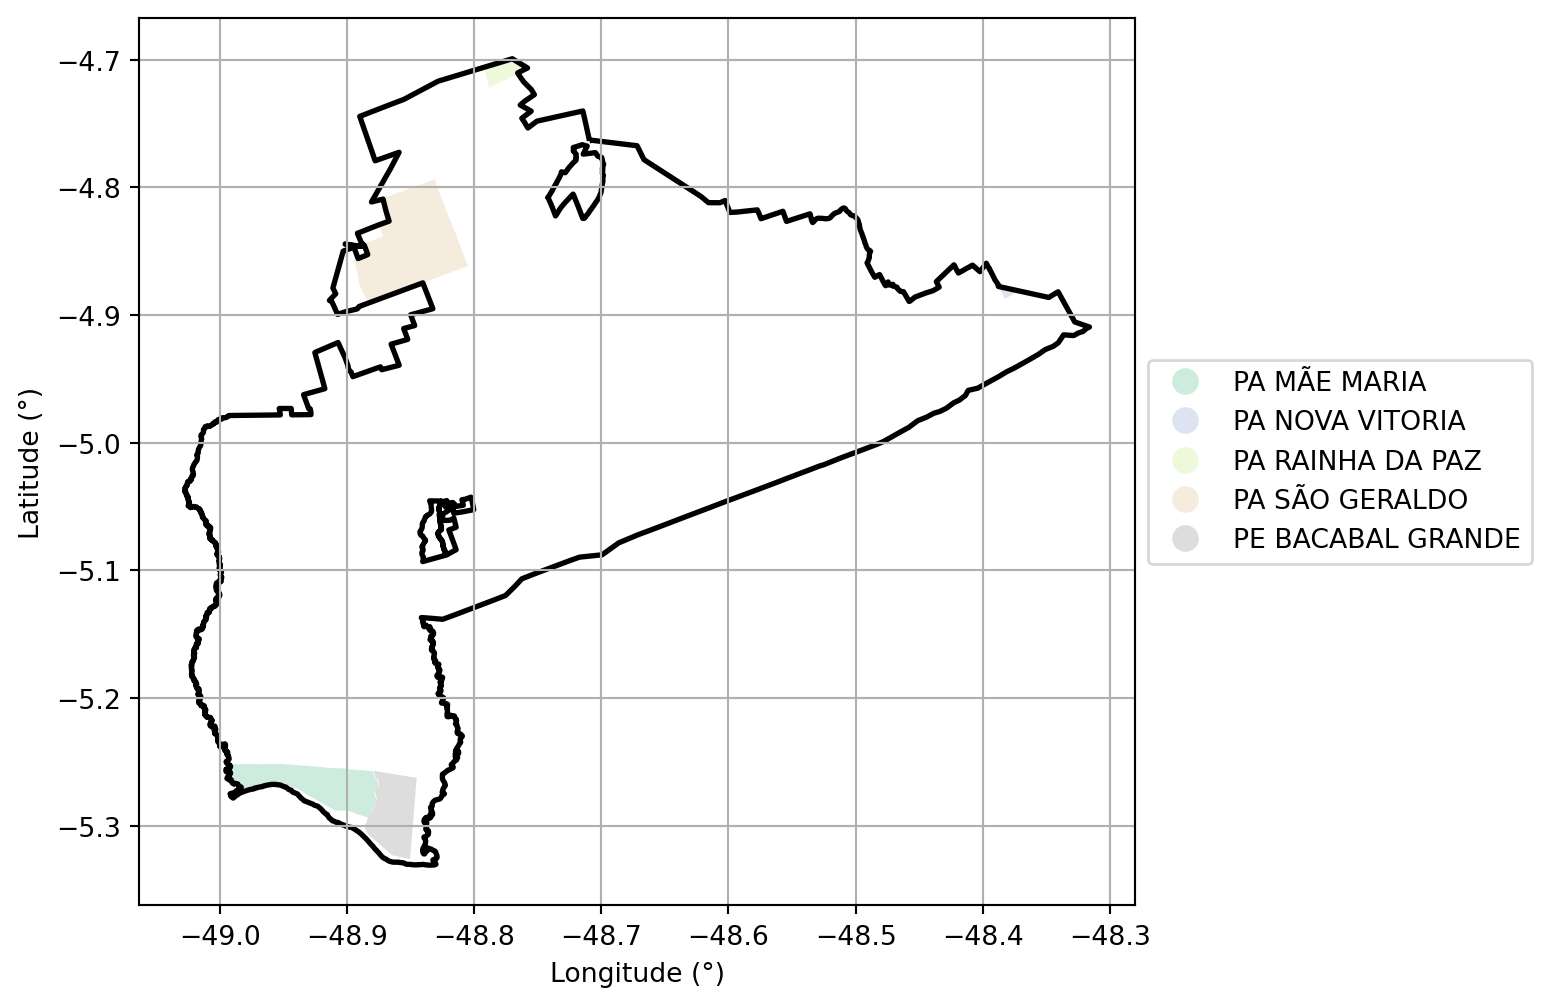 −4.7
−4.8
−4.9
−5.0
−5.1
−5.2
−5.3
Latitude (°)
−49.0 −48.9 −48.8 −48.7 −48.6 −48.5 −48.4 −48.3
Longitude (°)
PA MÃE MARIA
PA NOVA VITORIA
PA RAINHA DA PAZ
PA SÃO GERALDO
PE BACABAL GRANDE